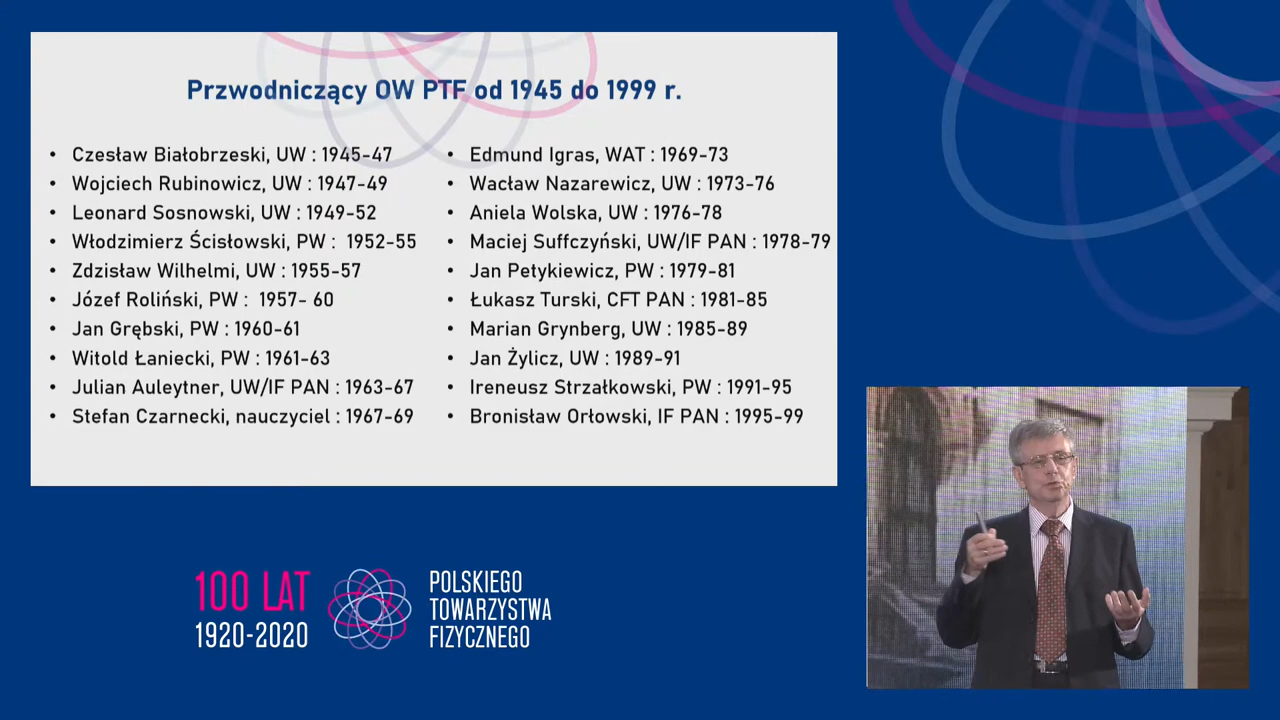 Przwodniczący OW PTF od 1945 do 1999 r.
• Czesław Białobrzeski, UW : 1945-47
• Wojciech Rubinowicz, UW : 1947-49
• Leonard Sosnowski, UW : 1949-52
• Włodzimierz Ścisłowski, PW : 1952-55
• Zdzisław Wilhelmi, UW : 1955-57
• Józef Roliński, PW : 1957- 60
• Jan Grębski, PW : 1960-61
• Witold Łaniecki, PW : 1961-63
• Julian Auleytner, UW/IF PAN : 1963-67
• Stefan Czarnecki, nauczyciel : 1967-69
• Edmund Igras, WAT : 1969-73
• Wacław Nazarewicz, UW : 1973-76
• Aniela Wolska, UW : 1976-78
• Maciej Suffczyński, UW/IF PAN : 1978-79
• Jan Petykiewicz, PW : 1979-81
• Łukasz Turski, CFT PAN : 1981-85
• Marian Grynberg, UW : 1985-89
• Jan Żylicz, UW : 1989-91
• Ireneusz Strzałkowski, PW : 1991-95
• Bronisław Orłowski, IF PAN : 1995-99
100 LAT
1920-2020
POLSKIEGO
TOWARZYSTWA
FIZYCZNEGO